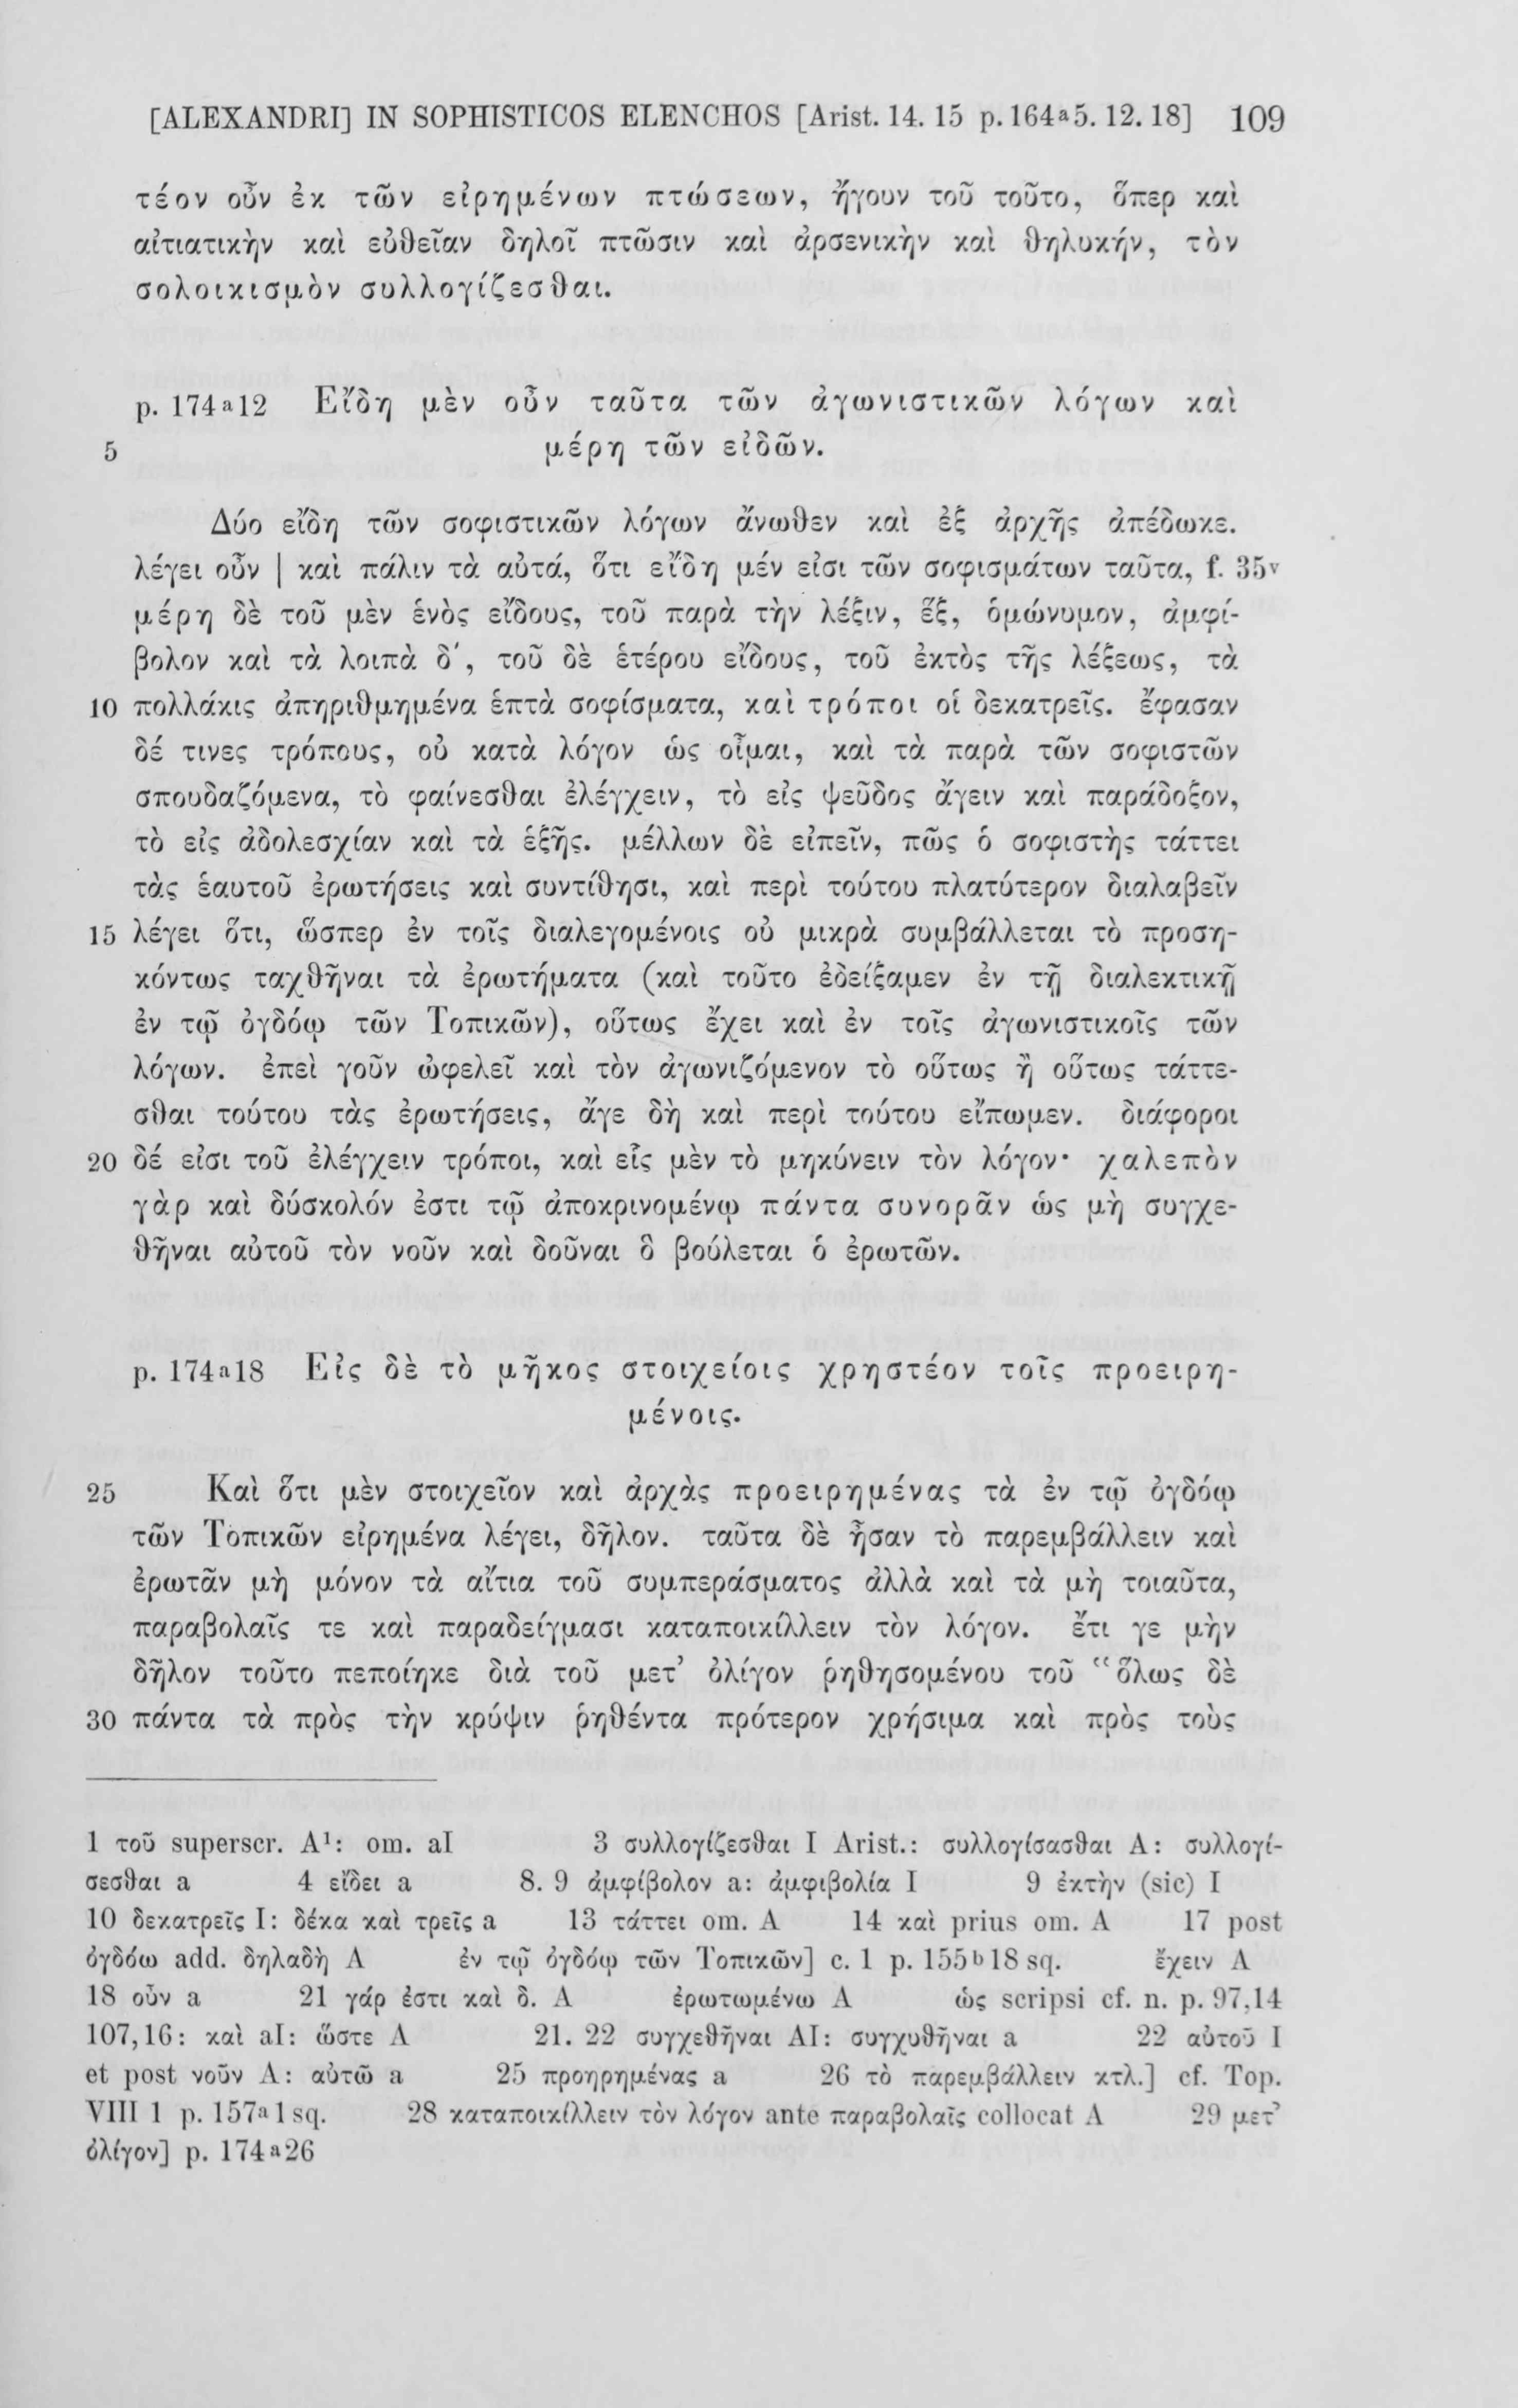 [ALEXANDRI] IN SOPHISTICOS ELENCHOS [Arist. 14. 15 p. 164ᵃ5. 12. 18] 109
τέον οὖν ἐκ τῶν εἰρημένων πτώσεων, ἤγουν τοῦ τοῦτο, ὅπερ καὶ
αἰτιατικὴν καὶ εὐθεῖαν δηλοῖ πτῶσιν καὶ ἀρσενικὴν καὶ θηλυκήν, τὸν
σολοικισμὸν συλλογίζεσθαι.
p. 174ᵃ12 Εἴδη μὲν οὖν ταῦτα τῶν ἀγωνιστικῶν λόγων καὶ
5 μέρη τῶν εἰδῶν.
Δύο εἴδη τῶν σοφιστικῶν λόγων ἄνωθεν καὶ ἐξ ἀρχῆς ἀπέδωκε.
λέγει οὖν | καὶ πάλιν τὰ αὐτά, ὅτι εἴδη μέν εἰσι τῶν σοφισμάτων ταῦτα, f. 35ᵛ
μέρη δὲ τοῦ μὲν ἑνὸς εἴδους, τοῦ παρὰ τὴν λέξιν, ἕξ, ὁμώνυμον, ἀμφί-
βολον καὶ τὰ λοιπὰ δ΄, τοῦ δὲ ἑτέρου εἴδους, τοῦ ἐκτὸς τῆς λέξεως, τὰ
10 πολλάκις ἀπηριθμημένα ἑπτὰ σοφίσματα, καὶ τρόποι οἱ δεκατρεῖς. ἔφασαν
δέ τινες τρόπους, οὐ κατὰ λόγον ὡς οἶμαι, καὶ τὰ παρὰ τῶν σοφιστῶν
σπουδαζόμενα, τὸ φαίνεσθαι ἐλέγχειν, τὸ εἰς ψεῦδος ἄγειν καὶ παράδοξον,
τὸ εἰς ἀδολεσχίαν καὶ τὰ ἑξῆς. μέλλων δὲ εἰπεῖν, πῶς ὁ σοφιστὴς τάττει
τὰς ἑαυτοῦ ἐρωτήσεις καὶ συντίθησι, καὶ περὶ τούτου πλατύτερον διαλαβεῖν
15 λέγει ὅτι, ὥσπερ ἐν τοῖς διαλεγομένοις οὐ μικρὰ συμβάλλεται τὸ προση-
κόντως ταχθῆναι τὰ ἐρωτήματα (καὶ τοῦτο ἐδείξαμεν ἐν τῇ διαλεκτικῇ
ἐν τῷ ὀγδόῳ τῶν Τοπικῶν), οὕτως ἔχει καὶ ἐν τοῖς ἀγωνιστικοῖς τῶν
λόγων. ἐπεὶ γοῦν ὠφελεῖ καὶ τὸν ἀγωνιζόμενον τὸ οὕτως ἢ οὕτως τάττε-
σθαι τούτου τὰς ἐρωτήσεις, ἄγε δὴ καὶ περὶ τούτου εἴπωμεν. διάφοροι
20 δέ εἰσι τοῦ ἐλέγχειν τρόποι, καὶ εἷς μὲν τὸ μηκύνειν τὸν λόγον· χαλεπὸν
γὰρ καὶ δύσκολόν ἐστι τῷ ἀποκρινομένῳ πάντα συνορᾶν ὡς μὴ συγχε-
θῆναι αὐτοῦ τὸν νοῦν καὶ δοῦναι ὃ βούλεται ὁ ἐρωτῶν.
p. 174ᵃ18 Εἰς δὲ τὸ μῆκος στοιχείοις χρηστέον τοῖς προειρη-
μένοις.
25 Καὶ ὅτι μὲν στοιχεῖον καὶ ἀρχὰς προειρημένας τὰ ἐν τῷ ὀγδόῳ
τῶν Τοπικῶν εἰρημένα λέγει, δῆλον. ταῦτα δὲ ἦσαν τὸ παρεμβάλλειν καὶ
ἐρωτᾶν μὴ μόνον τὰ αἴτια τοῦ συμπεράσματος ἀλλὰ καὶ τὰ μὴ τοιαῦτα,
παραβολαῖς τε καὶ παραδείγμασι καταποικίλλειν τὸν λόγον. ἔτι γε μὴν
δῆλον τοῦτο πεποίηκε διὰ τοῦ μετ’ ὀλίγον ῥηθησομένου τοῦ “ὅλως δὲ
30 πάντα τὰ πρὸς τὴν κρύψιν ῥηθέντα πρότερον χρήσιμα καὶ πρὸς τοὺς
1 τοῦ superscr. A¹: om. aI 3 συλλογίζεσθαι I Arist.: συλλογίσασθαι A: συλλογί-
σεσθαι a 4 εἴδει a 8. 9 ἀμφίβολον a: ἀμφιβολία I 9 ἐκτὴν (sic) I
10 δεκατρεῖς I: δέκα καὶ τρεῖς a 13 τάττει om. A 14 καὶ prius om. A 17 post
ὀγδόω add. δηλαδὴ A ἐν τῷ ὀγδόῳ τῶν Τοπικῶν] c. 1 p. 155ᵇ18 sq. ἔχειν A
18 οὖν a 21 γάρ ἐστι καὶ δ. A ἐρωτωμένω A ὡς scripsi cf. n. p. 97,14
107,16: καὶ aI: ὥστε A 21. 22 συγχεθῆναι AI: συγχυθῆναι a 22 αὐτοῦ I
et post νοῦν A: αὐτῶ a 25 προηρημένας a 26 τὸ παρεμβάλλειν κτλ.] cf. Top.
VIII 1 p. 157ᵃ1 sq. 28 καταποικίλλειν τὸν λόγον ante παραβολαῖς collocat A 29 μετ’
ὀλίγον] p. 174ᵃ26